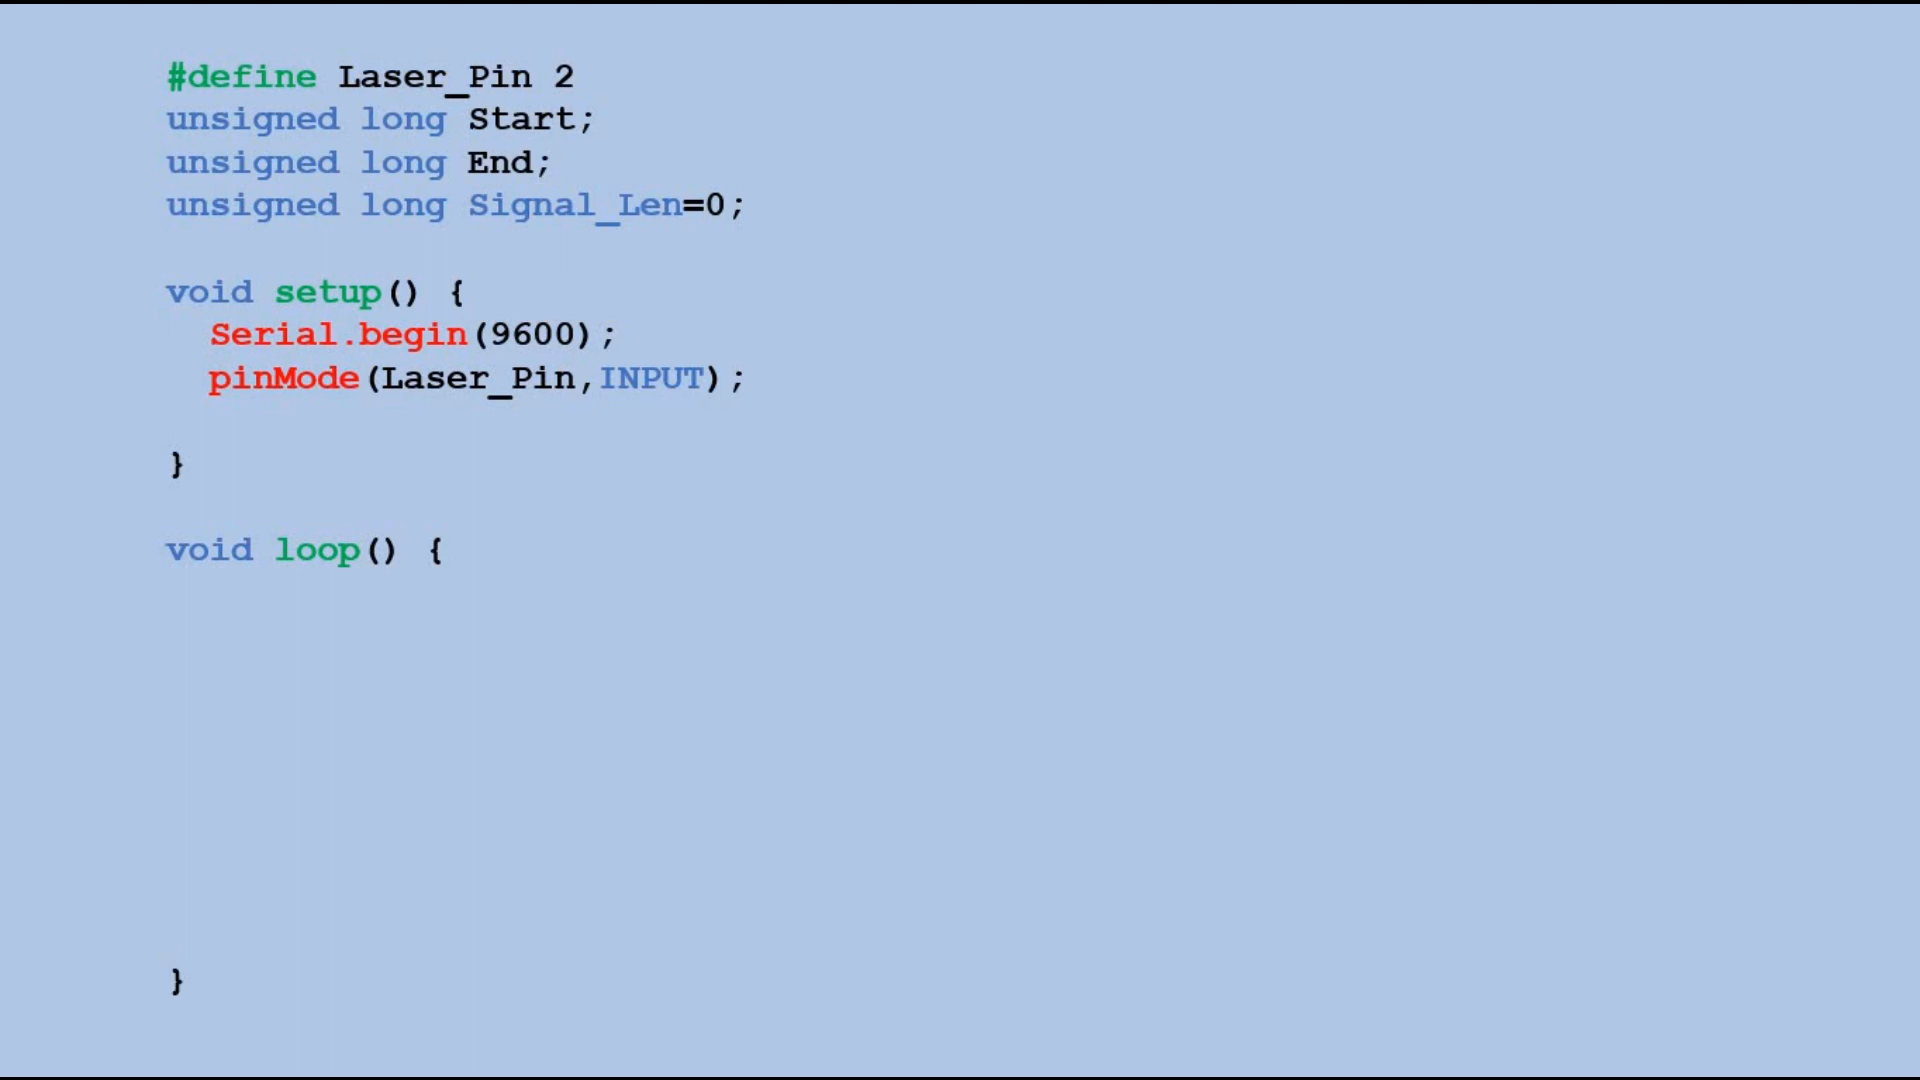 #define Laser_Pin 2
unsigned long Start;
unsigned long End;
unsigned long Signal_Len=0;
void setup() {
Serial.begin(9600);
pinMode(Laser_Pin,INPUT);
}
void loop() {
}